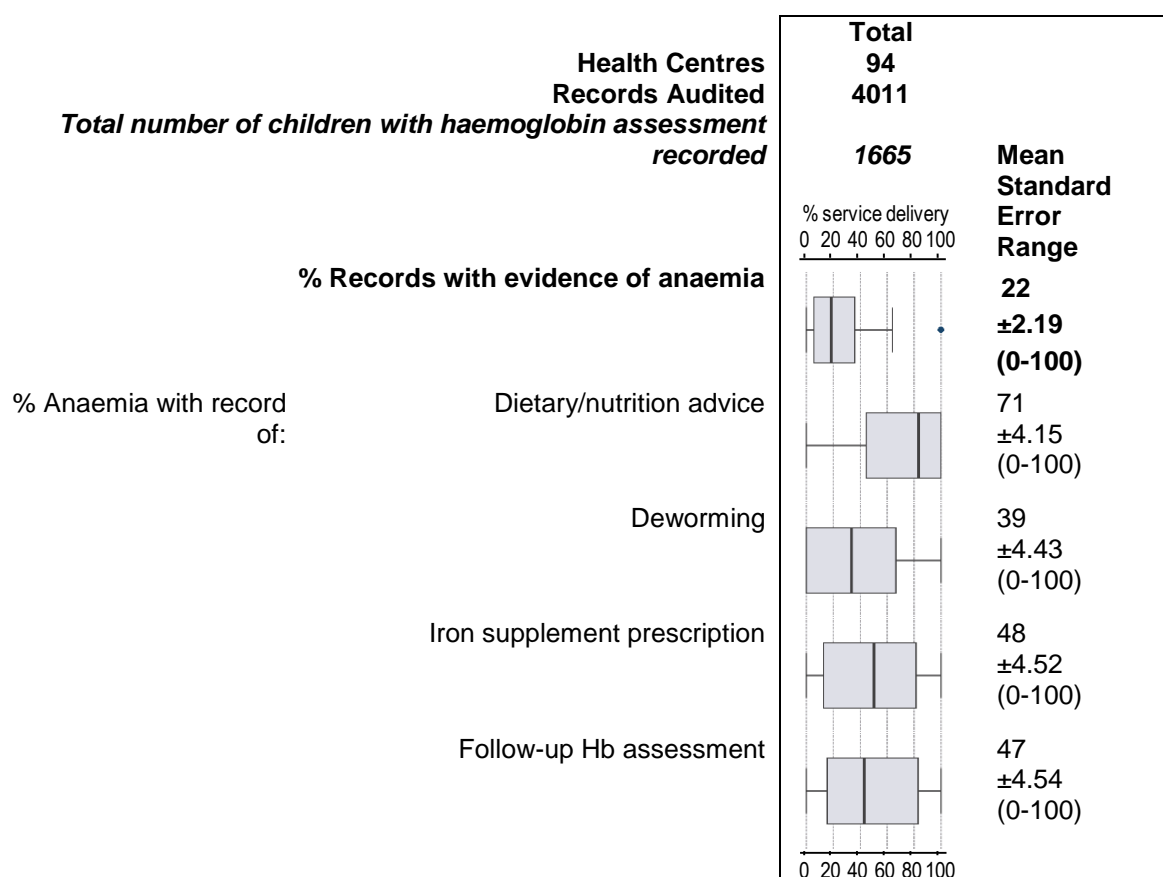 Total
Health Centres 94
Records Audited 4011
Total number of children with haemoglobin assessment
recorded 1665 Mean
Standard
Error
Range
% service delivery
0 20 40 60 80 100
% Records with evidence of anaemia 22
±2.19
(0-100)
% Anaemia with record
of:
Dietary/nutrition advice 71
±4.15
(0-100)
Deworming 39
±4.43
(0-100)
Iron supplement prescription 48
±4.52
(0-100)
Follow-up Hb assessment 47
±4.54
(0-100)
0 20 40 60 80 100